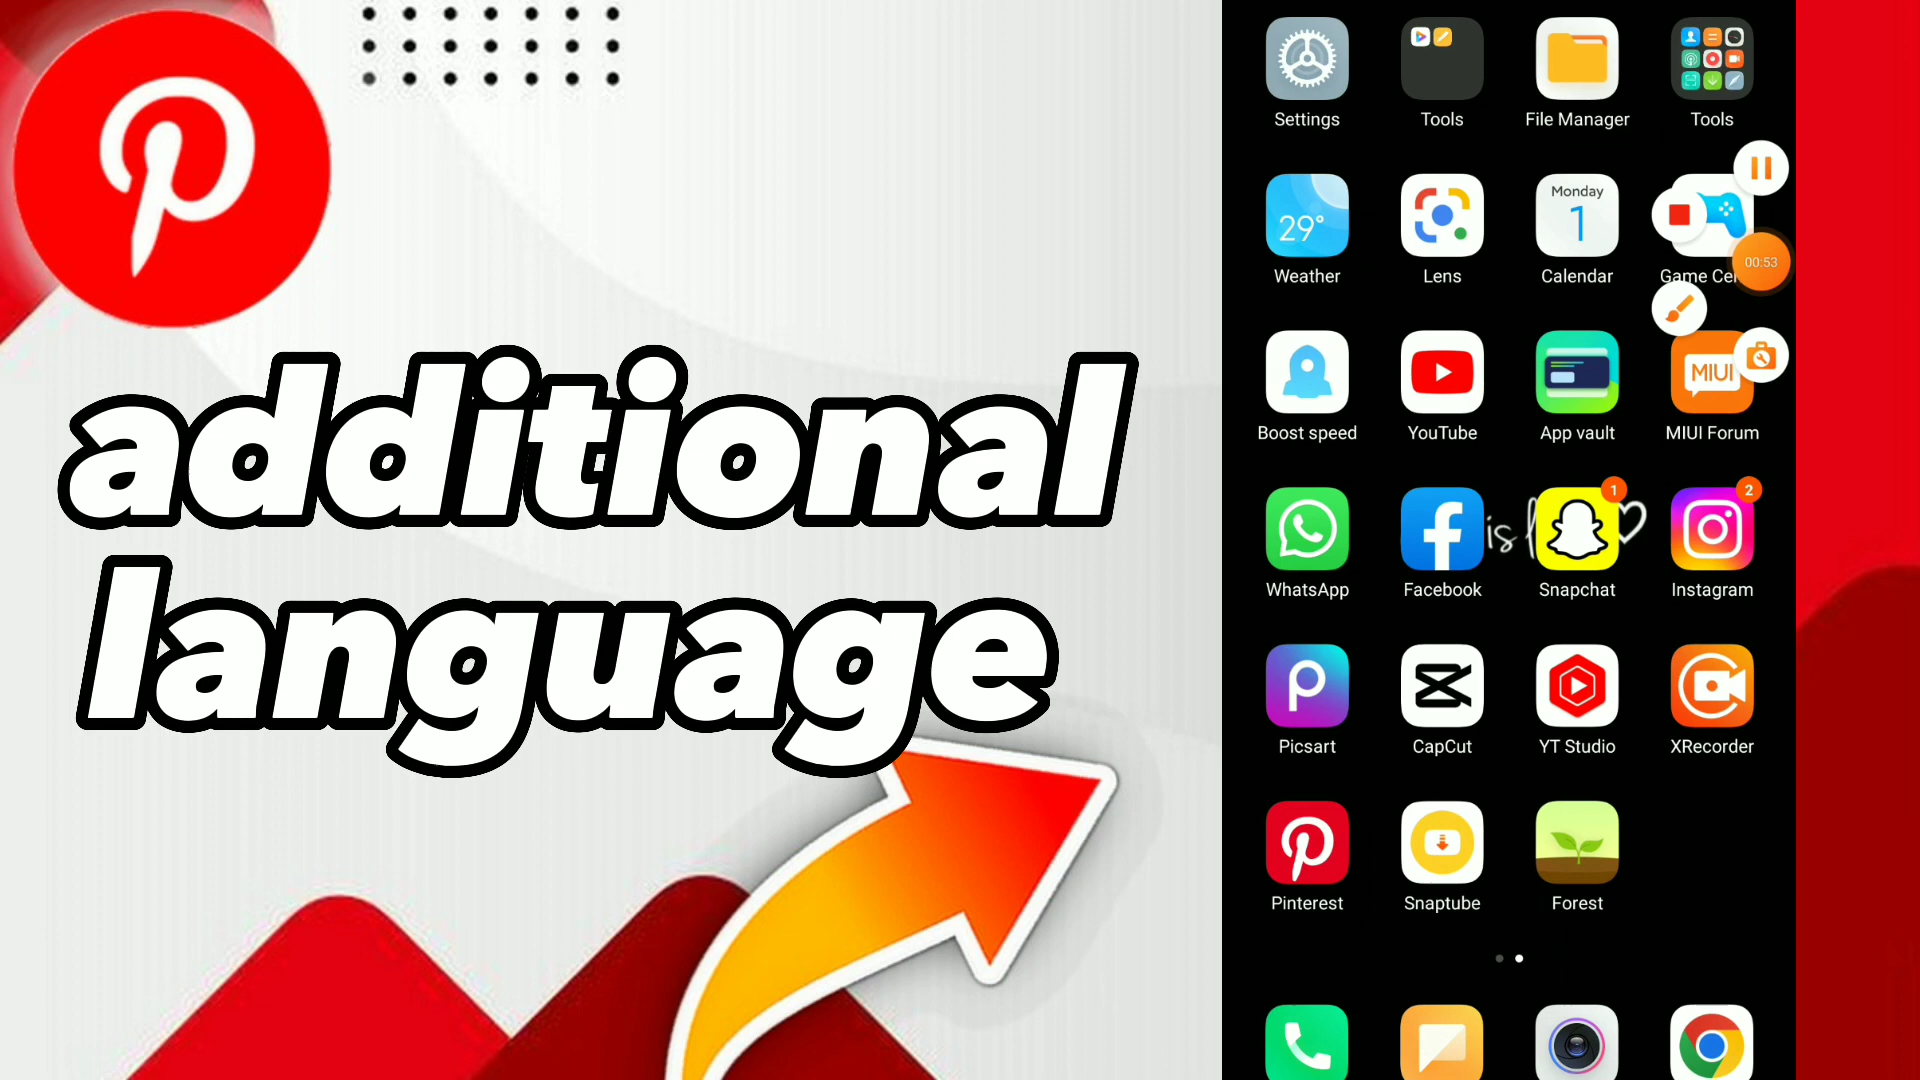 additional
language
Settings
Tools
File Manager
Tools
29°
Weather
Lens
Monday
1
Calendar
Game Ce
00:53
Boost speed
YouTube
App vault
MIUI
MIUI Forum
is
1
2
WhatsApp
Facebook
Snapchat
Instagram
Picsart
CapCut
YT Studio
XRecorder
Pinterest
Snaptube
Forest